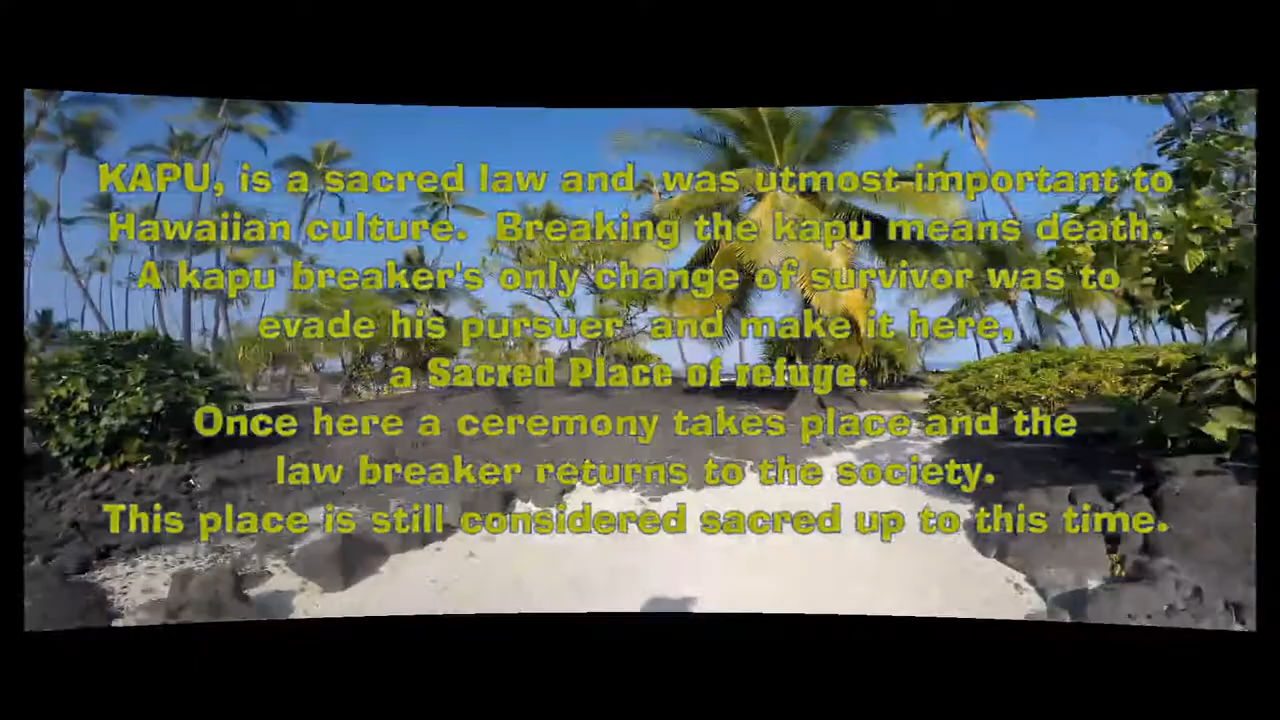 KAPU, is a sacred law and was utmost important to
Hawaiian culture. Breaking the kapu means death.
A kapu breaker's only change of survivor was to
evade his pursuer and make it here,
a Sacred Place of refuge.
Once here a ceremony takes place and the
law breaker returns to the society.
This place is still considered sacred up to this time.